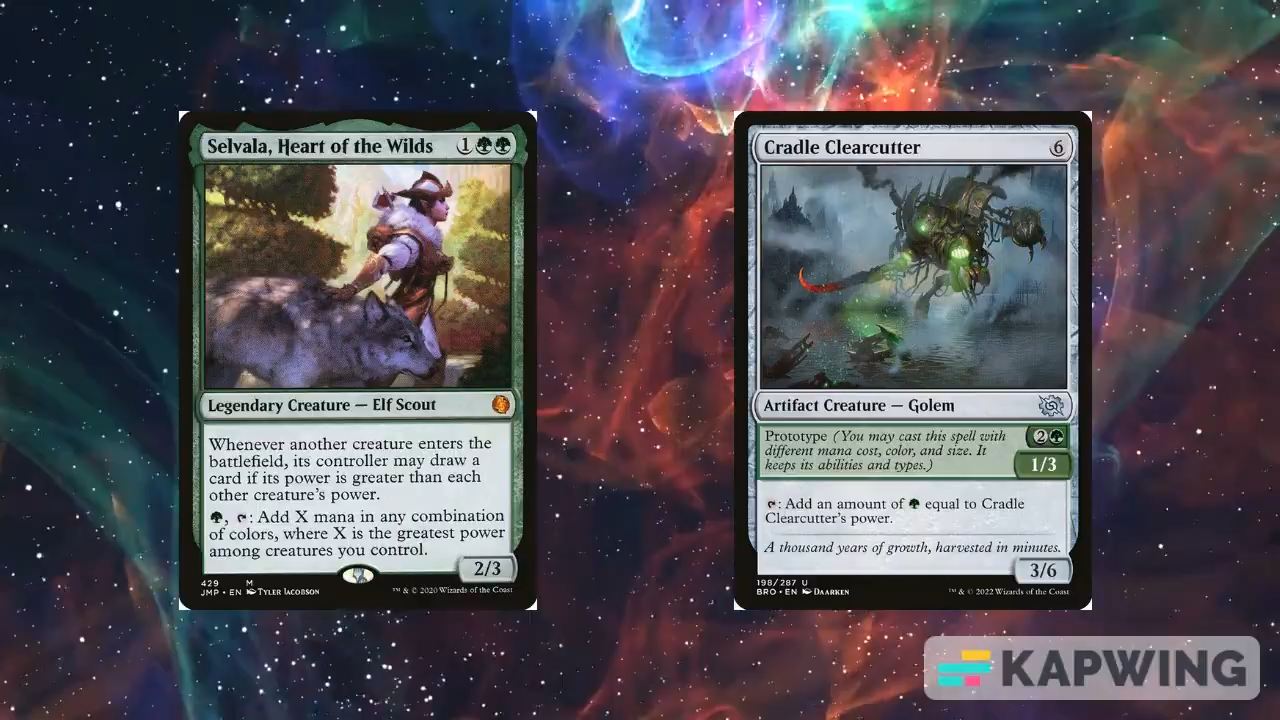 Selvala, Heart of the Wilds 1
Legendary Creature — Elf Scout
Whenever another creature enters the
battlefield, its controller may draw a
card if its power is greater than each
other creature's power.
, : Add X mana in any combination
of colors, where X is the greatest power
among creatures you control.
2/3
429 M
JMP • EN Tyler Jacobson ™ & © 2020 Wizards of the Coast
Cradle Clearcutter 6
Artifact Creature — Golem
Prototype (You may cast this spell with 2
different mana cost, color, and size. It
keeps its abilities and types.) 1/3
: Add an amount of equal to Cradle
Clearcutter's power.
A thousand years of growth, harvested in minutes.
3/6
198/287 U
BRO • EN Daarken ™ & © 2022 Wizards of the Coast
KAPWING